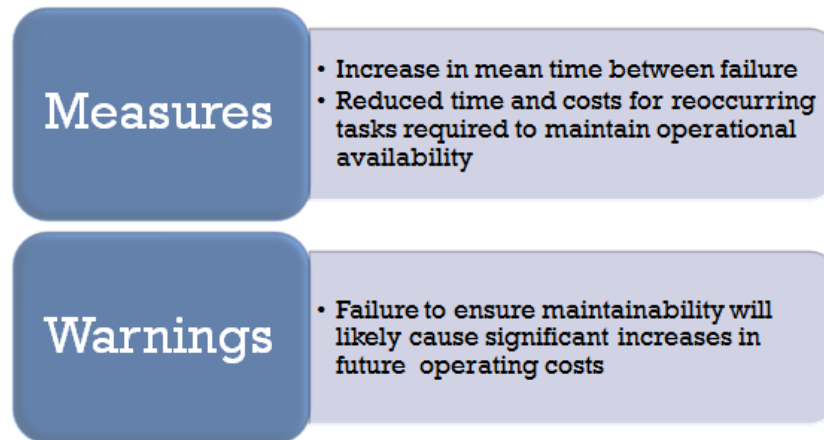 Measures
• Increase in mean time between failure
• Reduced time and costs for reoccurring
tasks required to maintain operational
availability
Warnings
• Failure to ensure maintainability will
likely cause significant increases in
future operating costs